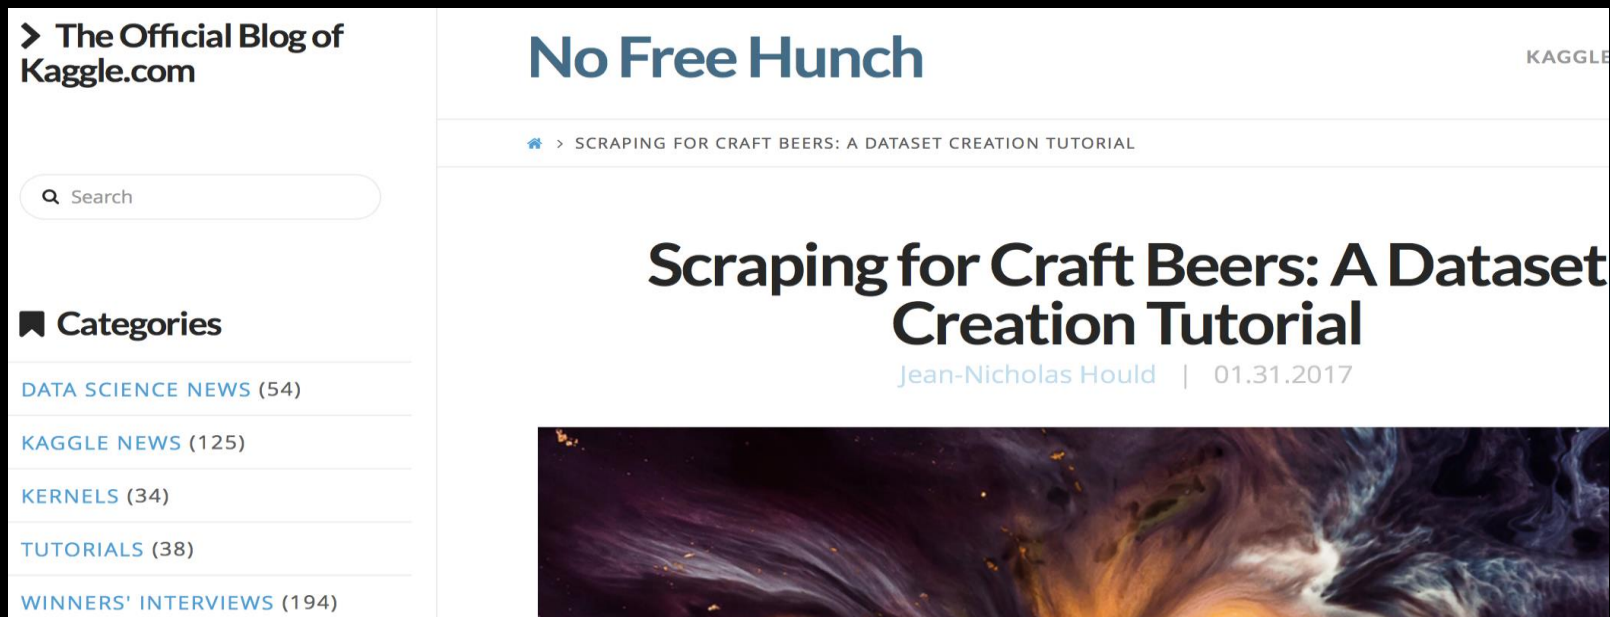 The Official Blog of
Kaggle.com
Search
Categories
DATA SCIENCE NEWS (54)
KAGGLE NEWS (125)
KERNELS (34)
TUTORIALS (38)
WINNERS' INTERVIEWS (194)
No Free Hunch
KAGGLE
> SCRAPING FOR CRAFT BEERS: A DATASET CREATION TUTORIAL
Scraping for Craft Beers: A Dataset
Creation Tutorial
Jean-Nicholas Hould | 01.31.2017